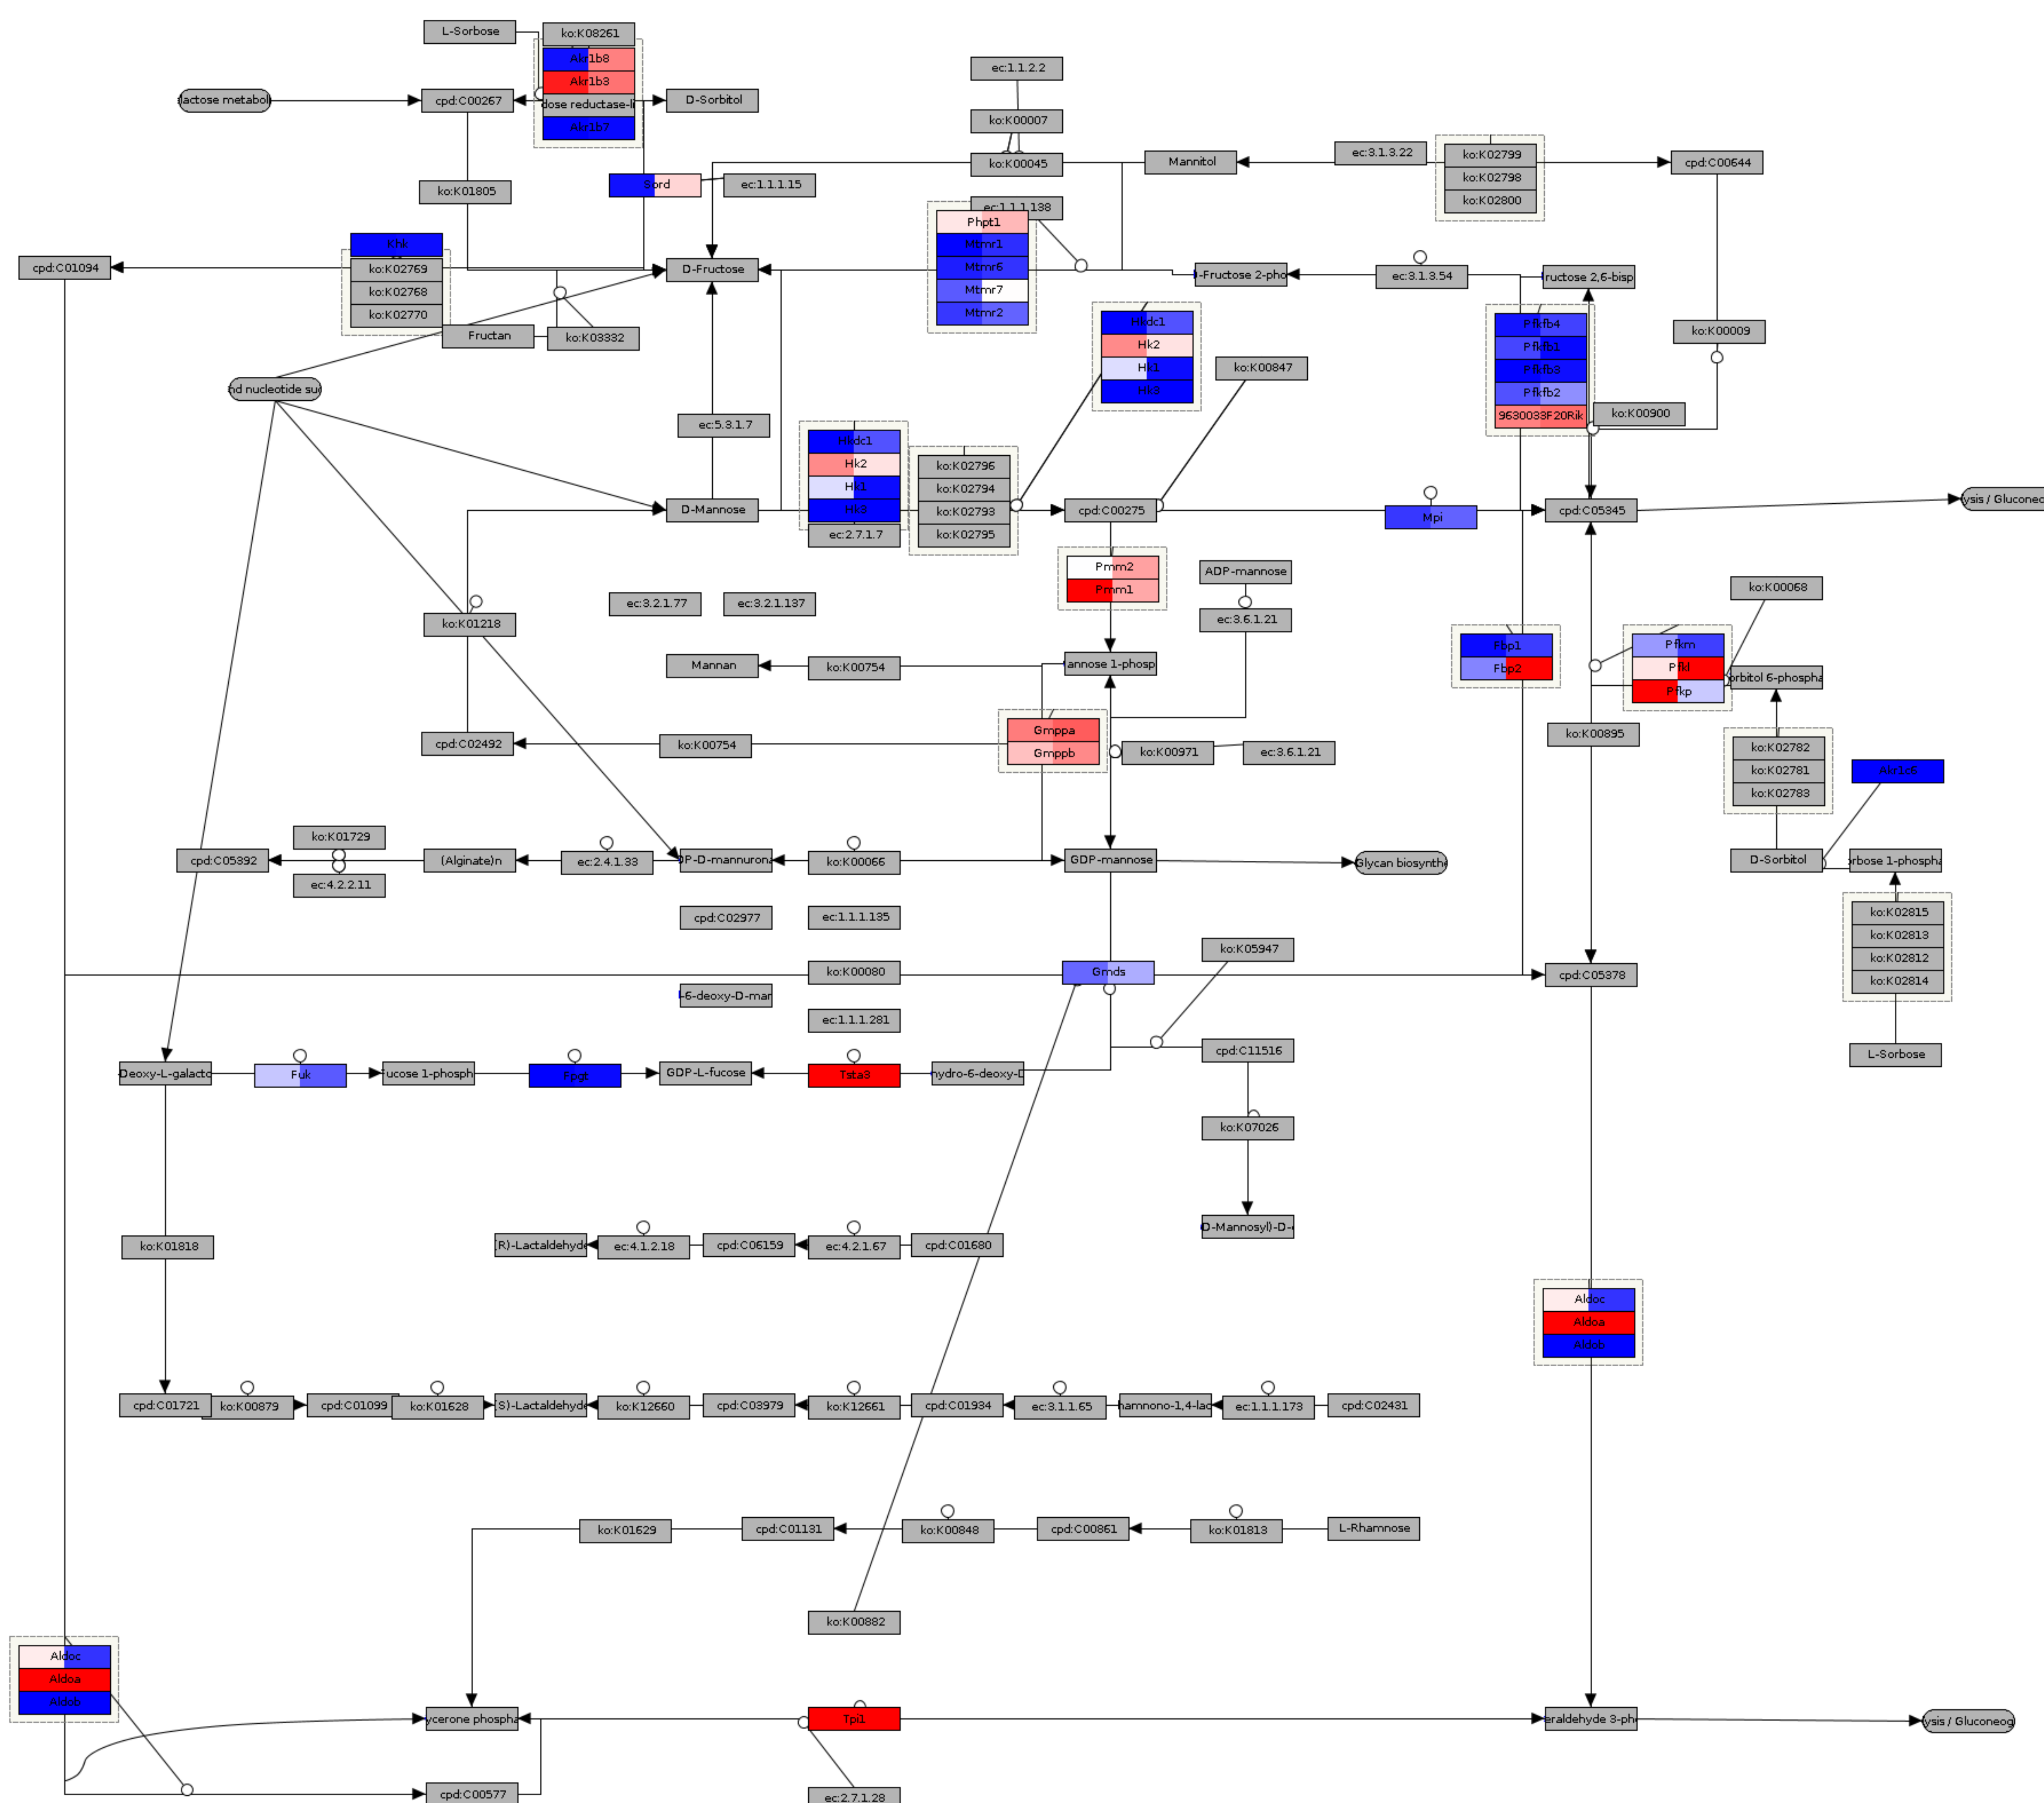 L-Sorbose
ko:K08261
Akr1b8
Akr1b3
dose reductase-li
Akr1b7
lactose metaboli
cpd:C00267
D-Sorbitol
ec:1.1.2.2
ko:K00007
ko:K00045
Mannitol
ec:3.1.3.22
ko:K02799
ko:K02798
ko:K02800
cpd:C00644
ko:K01805
Sord
ec:1.1.1.15
ec:1.1.1.138
Phpt1
Mtmr1
Mtmr6
Mtmr7
Mtmr2
Khk
ko:K02769
ko:K02768
ko:K02770
cpd:C01094
D-Fructose
-Fructose 2-pho
ec:3.1.3.54
ructose 2,6-bisp
Fructan
ko:K03332
Hkdc1
Hk2
Hk1
Hk3
ko:K00847
Pfkfb4
Pfkfb1
Pfkfb3
Pfkfb2
9630033F20Rik
ko:K00009
ko:K00900
nd nucleotide sug
ec:5.3.1.7
Hkdc1
Hk2
Hk1
Hk3
ec:2.7.1.7
ko:K02796
ko:K02794
ko:K02793
ko:K02795
D-Mannose
cpd:C00275
Mpi
cpd:C05345
ysis / Gluconeo
Pmm2
Pmm1
ADP-mannose
ec:3.6.1.21
ko:K00068
ec:3.2.1.77
ec:3.2.1.137
ko:K01218
Mannan
ko:K00754
annose 1-phosp
Fbp1
Fbp2
Pfkm
Pfkl
Pfkp
orbitol 6-phospha
cpd:C02492
ko:K00754
Gmppa
Gmppb
ko:K00971
ec:3.6.1.21
ko:K00895
ko:K02782
ko:K02781
ko:K02783
Akr1c6
ko:K01729
cpd:C05392
ec:4.2.2.11
(Alginate)n
ec:2.4.1.33
DP-D-mannurona
ko:K00066
GDP-mannose
Glycan biosynthe
D-Sorbitol
orbose 1-phospha
cpd:C02977
ec:1.1.1.135
ko:K02815
ko:K02813
ko:K02812
ko:K02814
ko:K05947
ko:K00080
Gmds
cpd:C05378
-6-deoxy-D-man
ec:1.1.1.281
L-Sorbose
Deoxy-L-galacto
Fuk
ucose 1-phosph
Fpgt
GDP-L-fucose
Tsta3
hydro-6-deoxy-D
cpd:C11516
ko:K07026
D-Mannosyl)-D-
ko:K01818
(R)-Lactaldehyde
ec:4.1.2.18
cpd:C06159
ec:4.2.1.67
cpd:C01680
Aldoc
Aldoa
Aldob
cpd:C01721
ko:K00879
cpd:C01099
ko:K01628
(S)-Lactaldehyde
ko:K12660
cpd:C03979
ko:K12661
cpd:C01934
ec:3.1.1.65
hamnono-1,4-lac
ec:1.1.1.173
cpd:C02431
ko:K01629
cpd:C01131
ko:K00848
cpd:C00861
ko:K01813
L-Rhamnose
ko:K00882
Aldoc
Aldoa
Aldob
ycerone phospha
Tpi1
eraldehyde 3-pho
ysis / Gluconeog
cpd:C00577
ec:2.7.1.28